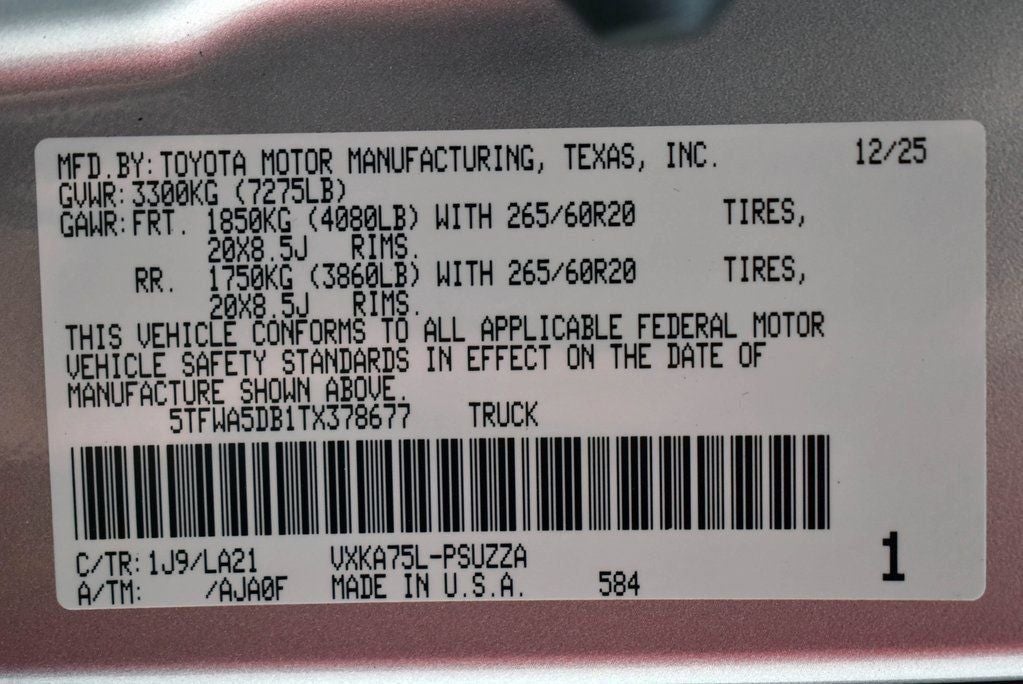 MFD.BY: TOYOTA MOTOR MANUFACTURING, TEXAS, INC. 12/25
GVWR: 3300KG (7275LB)
GAWR: FRT. 1850KG (4080LB) WITH 265/60R20 TIRES,
20X8.5J RIMS.
RR. 1750KG (3860LB) WITH 265/60R20 TIRES,
20X8.5J RIMS.
THIS VEHICLE CONFORMS TO ALL APPLICABLE FEDERAL MOTOR
VEHICLE SAFETY STANDARDS IN EFFECT ON THE DATE OF
MANUFACTURE SHOWN ABOVE.
5TFWA5DB1TX378677 TRUCK
C/TR: 1J9/LA21 VXKA75L-PSUZZA
A/TM: /AJA0F MADE IN U.S.A. 584
1